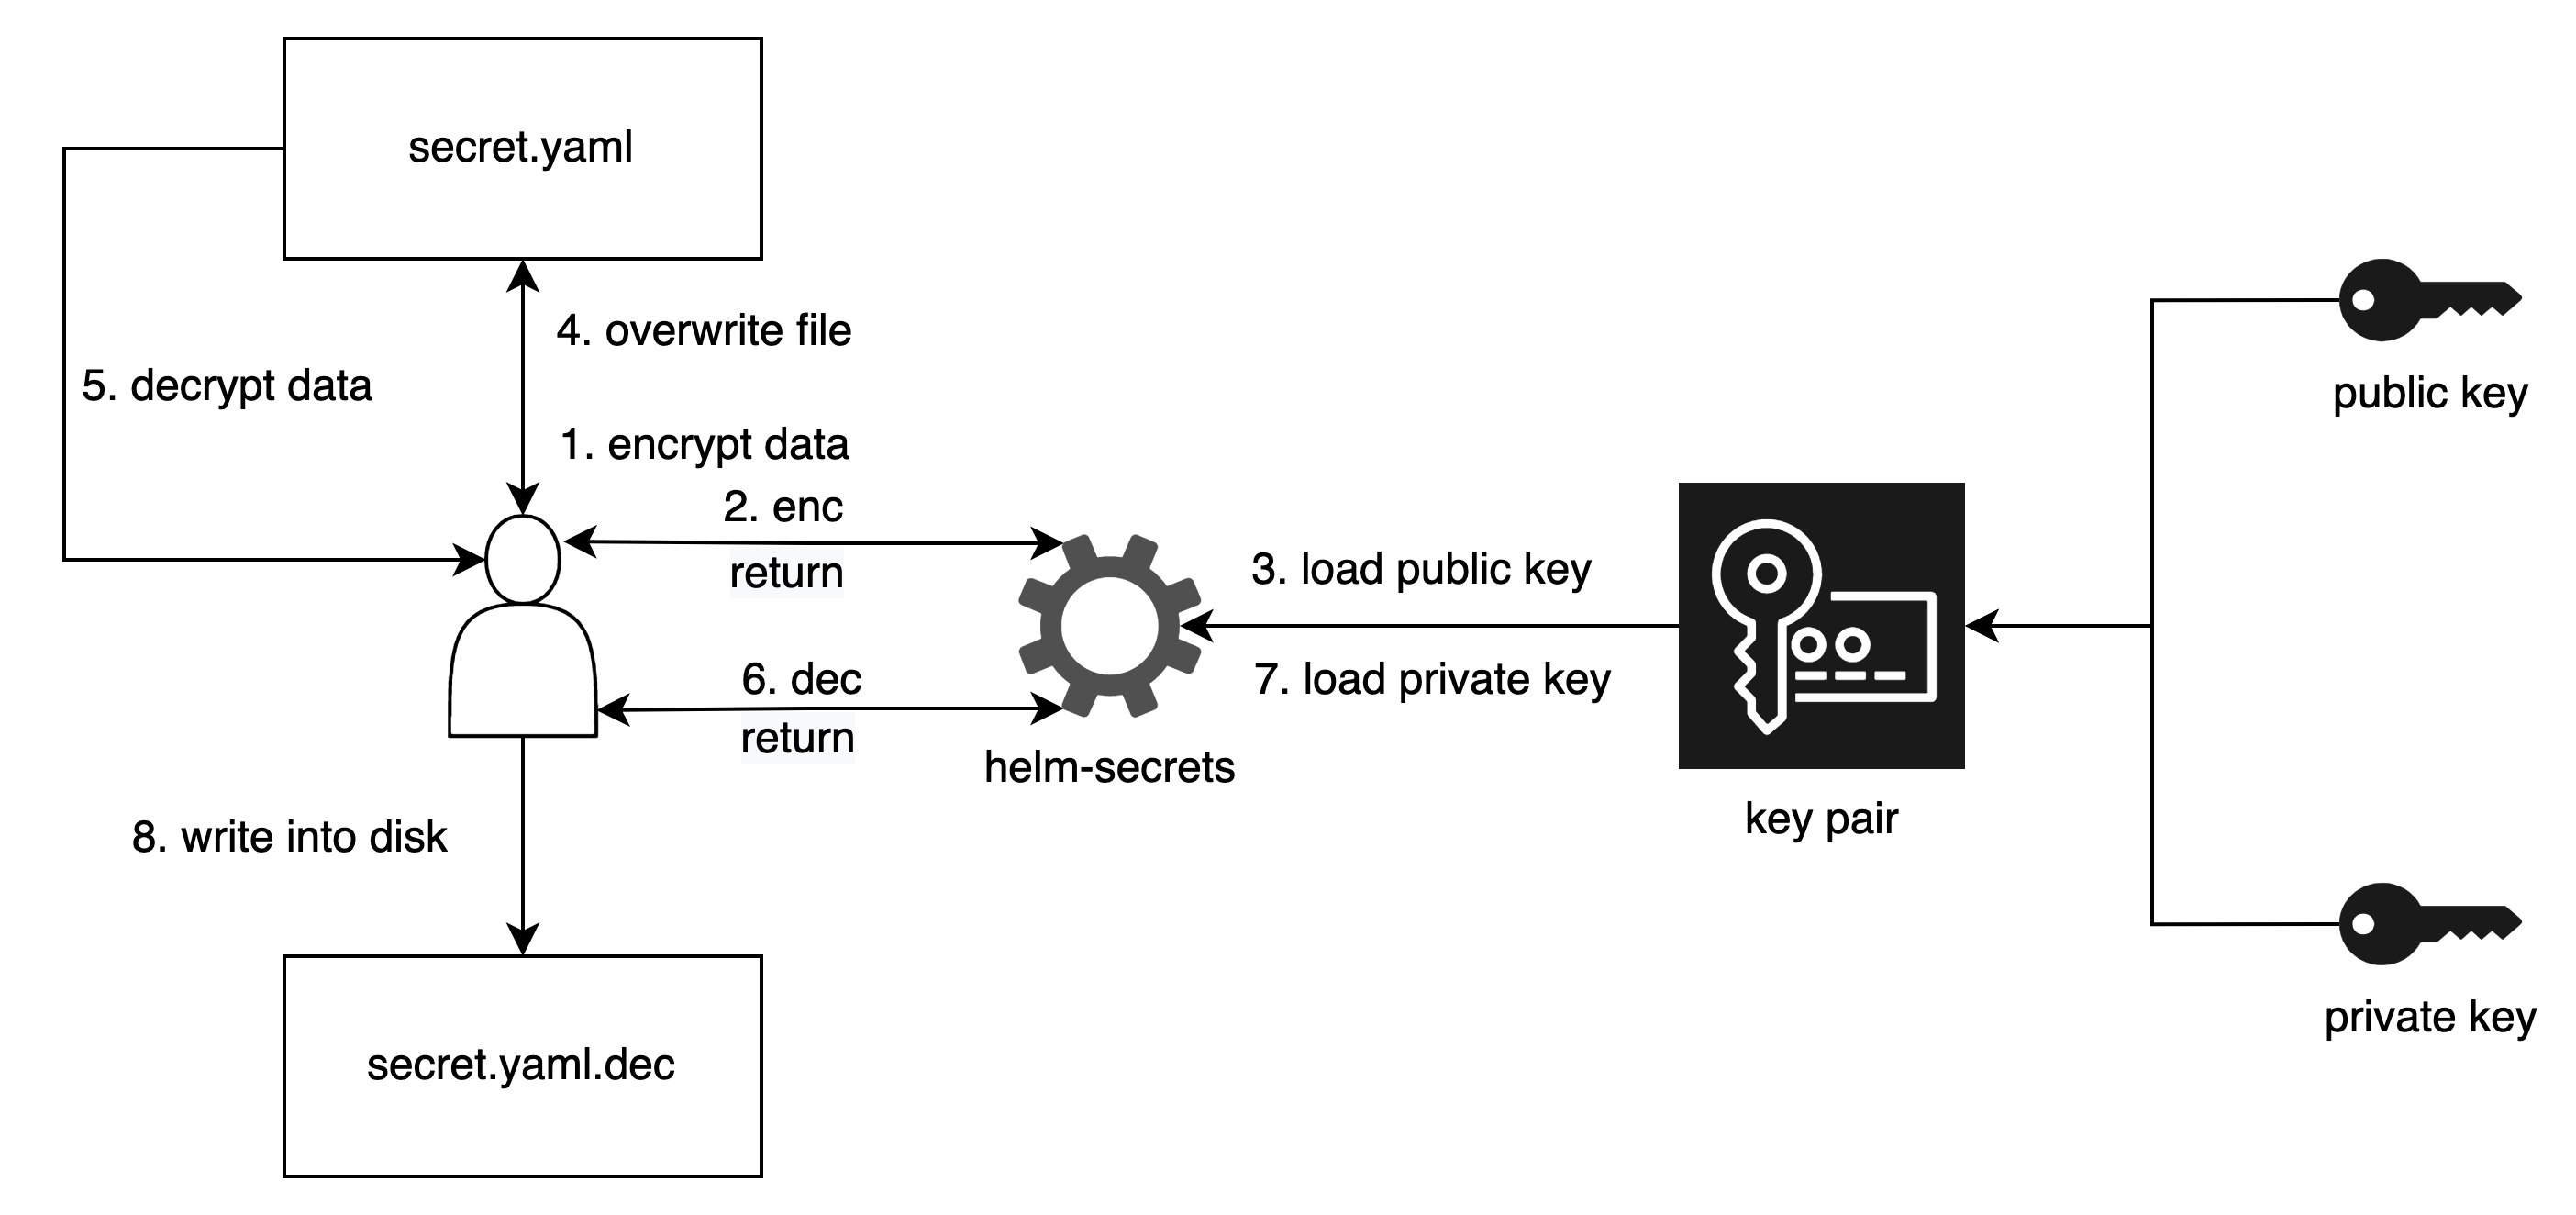 secret.yaml
4. overwrite file
5. decrypt data
1. encrypt data
2. enc
return
3. load public key
6. dec
return
7. load private key
helm-secrets
key pair
public key
private key
8. write into disk
secret.yaml.dec